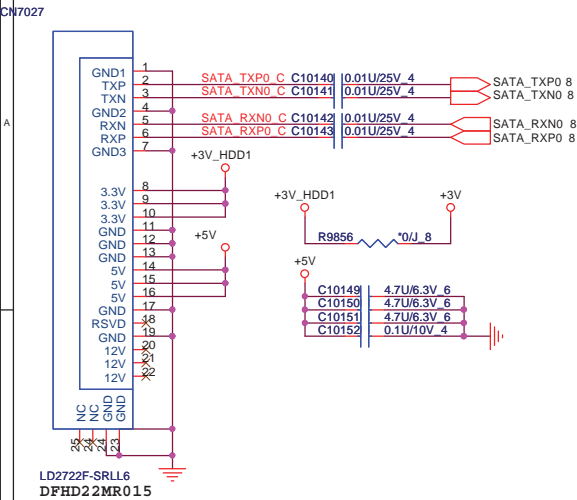 CN7027
A
GND1 1
TXP 2 SATA_TXP0_C C10140 0.01U/25V_4 SATA_TXP0 8
TXN 3 SATA_TXN0_C C10141 0.01U/25V_4 SATA_TXN0 8
GND2 4
RXN 5 SATA_RXN0_C C10142 0.01U/25V_4 SATA_RXN0 8
RXP 6 SATA_RXP0_C C10143 0.01U/25V_4 SATA_RXP0 8
GND3 7
+3V_HDD1
3.3V 8
3.3V 9
3.3V 10
GND 11
GND 12
GND 13
+5V
5V 14
5V 15
5V 16
GND 17
RSVD 18
GND 19
12V 20
12V 21
12V 22
+3V_HDD1 +3V
R9856 *0/J_8
+5V
C10149 4.7U/6.3V_6
C10150 4.7U/6.3V_6
C10151 4.7U/6.3V_6
C10152 0.1U/10V_4
NC NC GND GND
25 24 24 23
LD2722F-SRLL6
DFHD22MR015